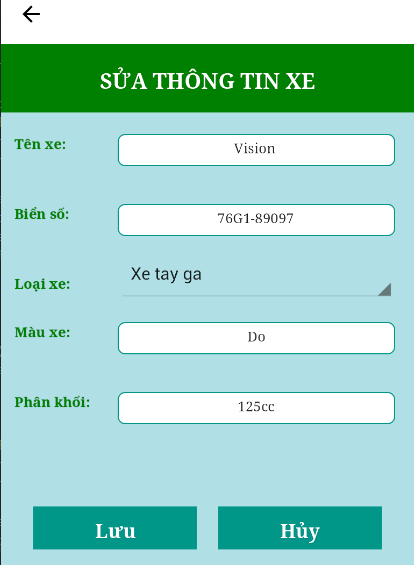 SỬA THÔNG TIN XE
Tên xe: Vision
Biển số: 76G1-89097
Loại xe: Xe tay ga
Màu xe: Do
Phân khối: 125cc
Lưu Hủy